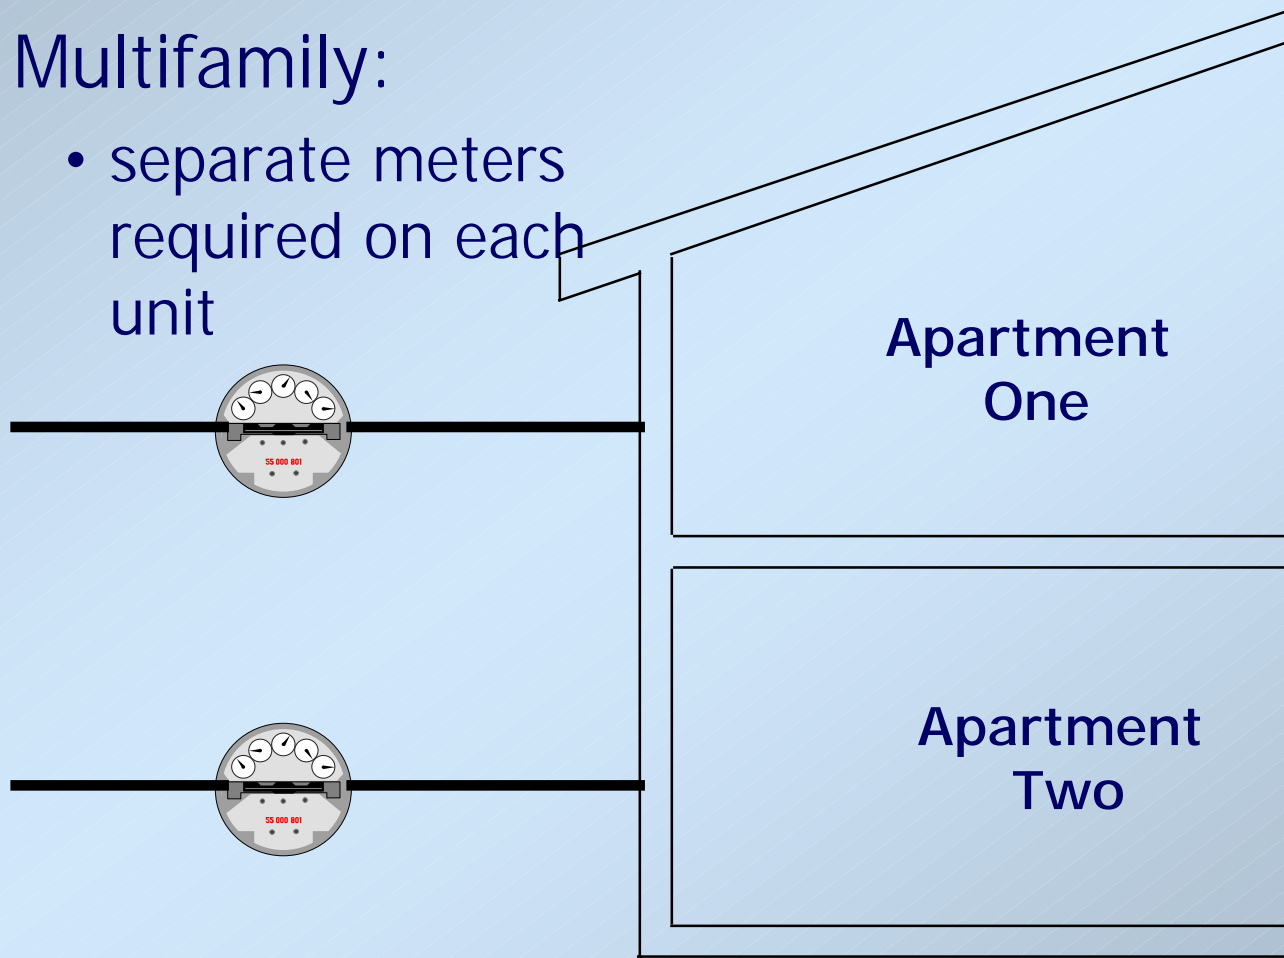 Multifamily:
• separate meters
required on each
unit
Apartment
One
55 000 801
Apartment
Two
55 000 801